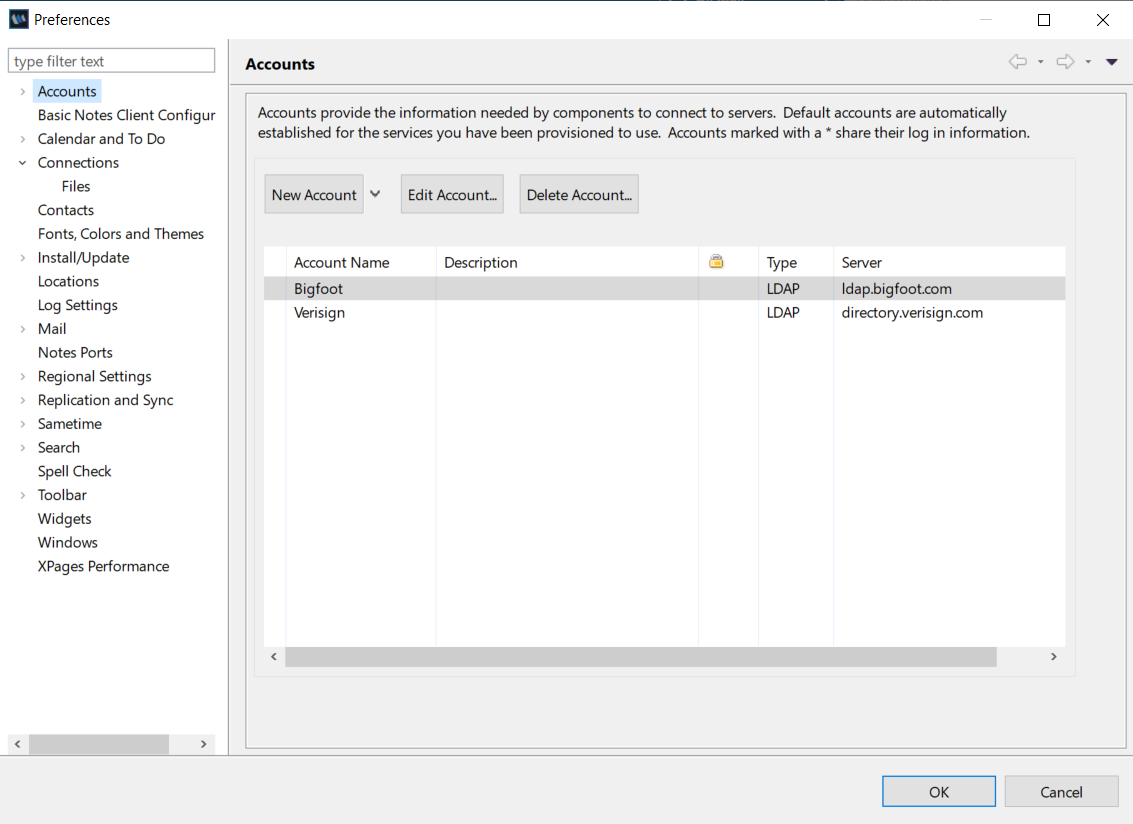 Preferences
type filter text
Accounts
Basic Notes Client Configur
Calendar and To Do
Connections
Files
Contacts
Fonts, Colors and Themes
Install/Update
Locations
Log Settings
Mail
Notes Ports
Regional Settings
Replication and Sync
Sametime
Search
Spell Check
Toolbar
Widgets
Windows
XPages Performance
Accounts
Accounts provide the information needed by components to connect to servers.  Default accounts are automatically
established for the services you have been provisioned to use.  Accounts marked with a * share their log in information.
New Account Edit Account... Delete Account...
Account Name Description Type Server
Bigfoot LDAP ldap.bigfoot.com
Verisign LDAP directory.verisign.com
OK Cancel